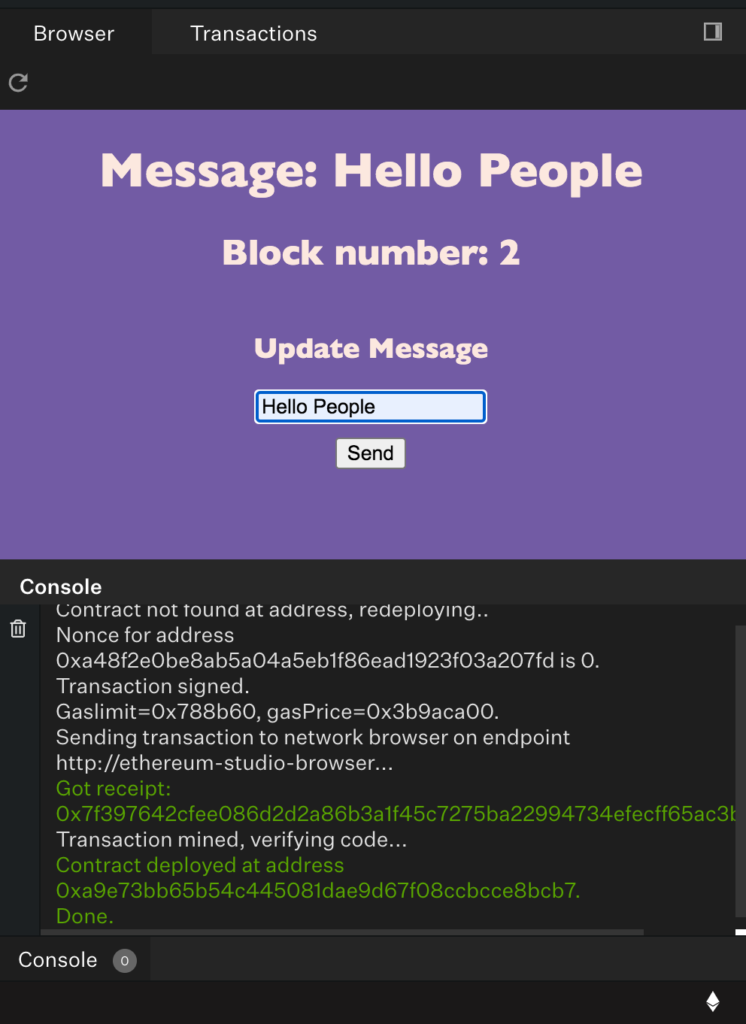 Browser
Transactions
Message: Hello People
Block number: 2
Update Message
Hello People
Send
Console
Contract not found at address, redeploying..
Nonce for address
0xa48f2e0be8ab5a04a5eb1f86ead1923f03a207fd is 0.
Transaction signed.
Gaslimit=0x788b60, gasPrice=0x3b9aca00.
Sending transaction to network browser on endpoint
http://ethereum-studio-browser...
Got receipt:
0x7f397642cfee086d2d2a86b3a1f45c7275ba22994734efecff65ac3b
Transaction mined, verifying code...
Contract deployed at address
0xa9e73bb65b54c445081dae9d67f08ccbcce8bcb7.
Done.
Console 0